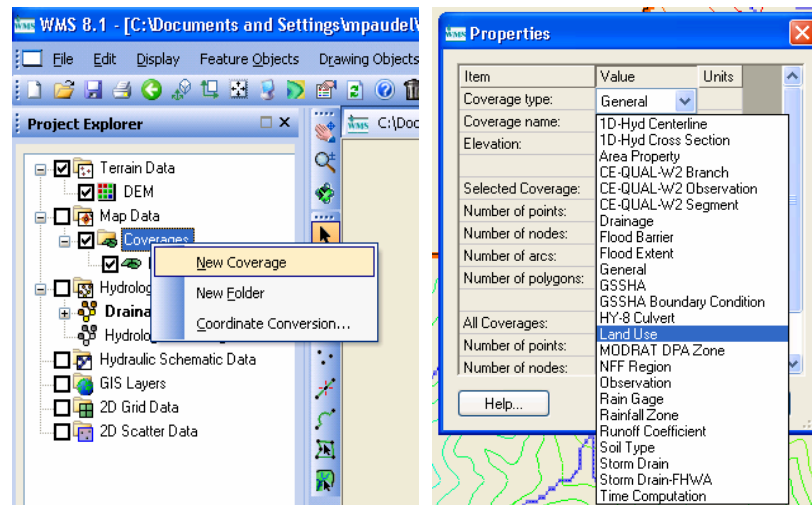 WMS 8.1 - [C:\Documents and Settings\mpaudel\
File Edit Display Feature Objects Drawing Objects
Project Explorer
C:\Doc
Terrain Data
DEM
Map Data
Coverages
New Coverage
New Folder
Coordinate Conversion...
Hydrolog
Draina
Hydrolo
Hydraulic Schematic Data
GIS Layers
2D Grid Data
2D Scatter Data
Properties
Item Value Units
Coverage type: General
Coverage name:
Elevation:
Selected Coverage:
Number of points:
Number of nodes:
Number of arcs:
Number of polygons:
All Coverages:
Number of points:
Number of nodes:
Help...
1D-Hyd Centerline
1D-Hyd Cross Section
Area Property
CE-QUAL-W2 Branch
CE-QUAL-W2 Observation
CE-QUAL-W2 Segment
Drainage
Flood Barrier
Flood Extent
General
GSSHA
GSSHA Boundary Condition
HY-8 Culvert
Land Use
MODRAT DPA Zone
NFF Region
Observation
Rain Gage
Rainfall Zone
Runoff Coefficient
Soil Type
Storm Drain
Storm Drain-FHWA
Time Computation